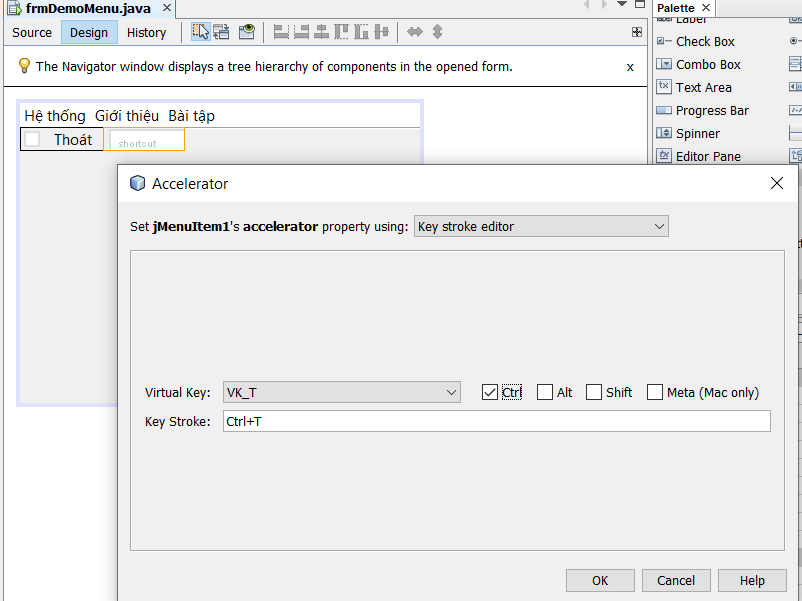 frmDemoMenu.java × Palette ×
Label
Source Design History
Check Box
The Navigator window displays a tree hierarchy of components in the opened form. x
Combo Box
Text Area
Progress Bar
Spinner
Editor Pane
Hệ thống Giới thiệu Bài tập
Thoát shortcut
Accelerator
Set jMenuItem1's accelerator property using: Key stroke editor
Virtual Key: VK_T Ctrl Alt Shift Meta (Mac only)
Key Stroke: Ctrl+T
OK Cancel Help